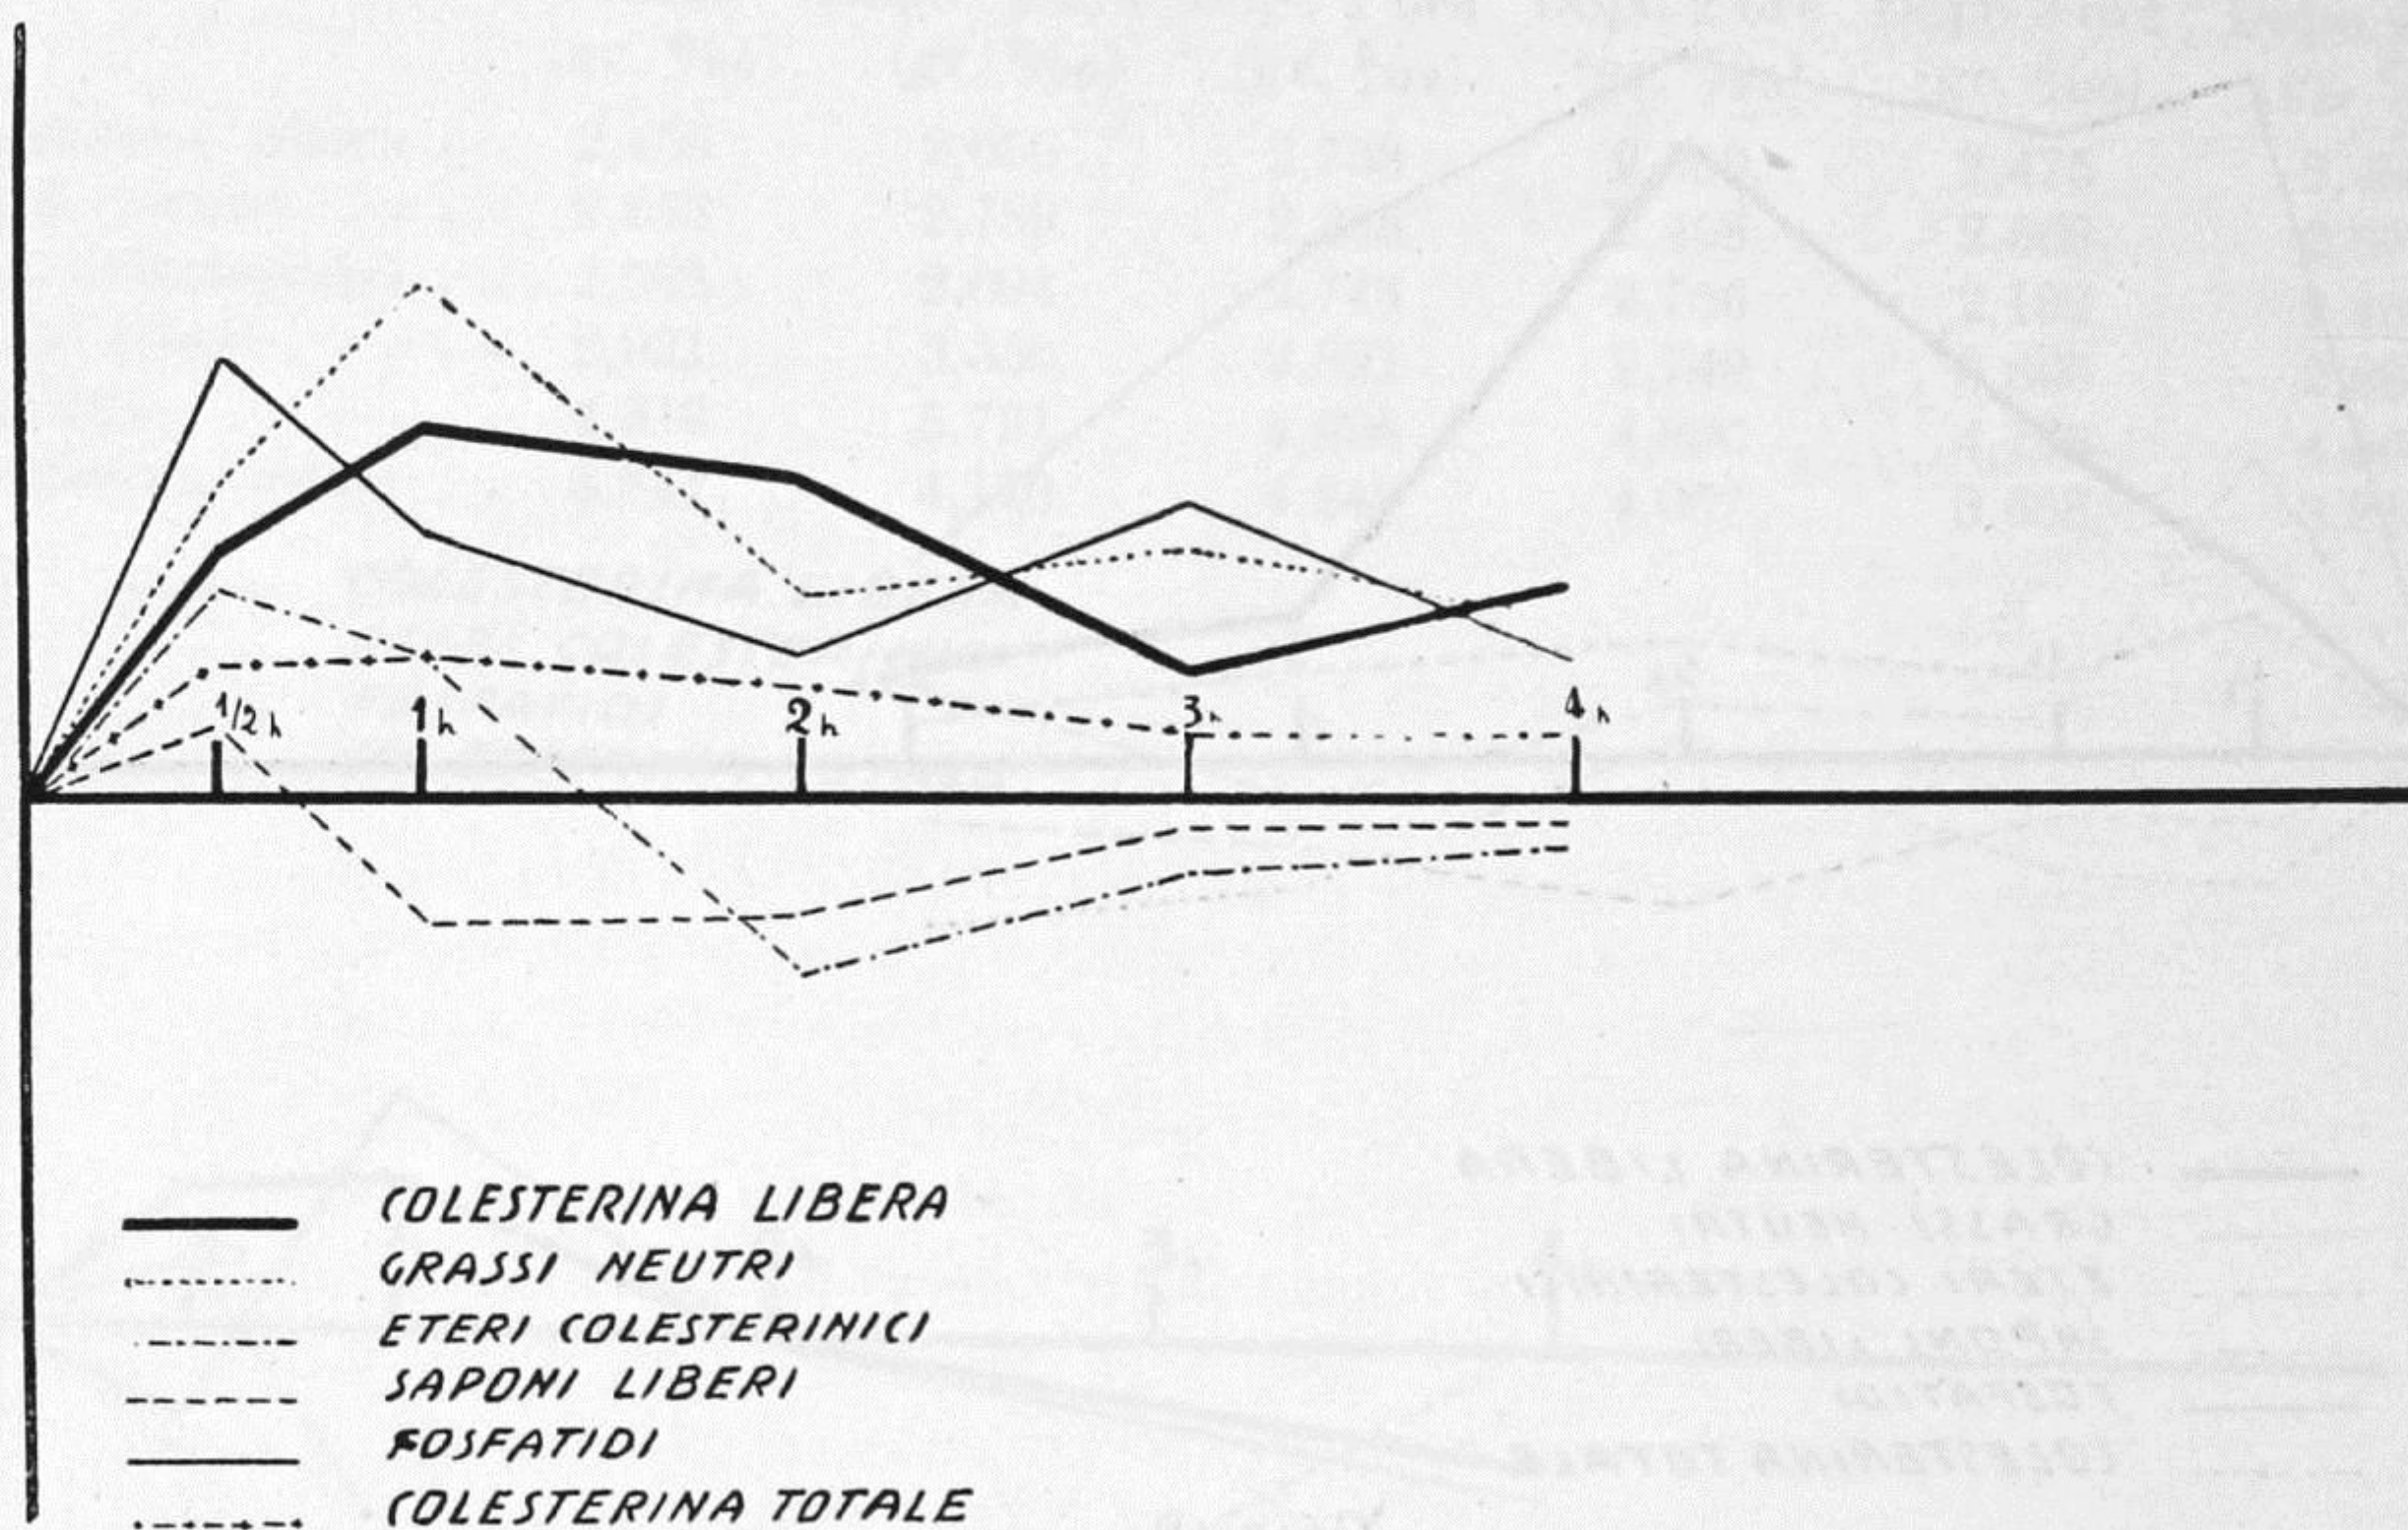 1/2 h 1 h 2 h 3 h 4 h
COLESTERINA LIBERA
GRASSI NEUTRI
ETERI COLESTERINICI
SAPONI LIBERI
FOSFATIDI
COLESTERINA TOTALE